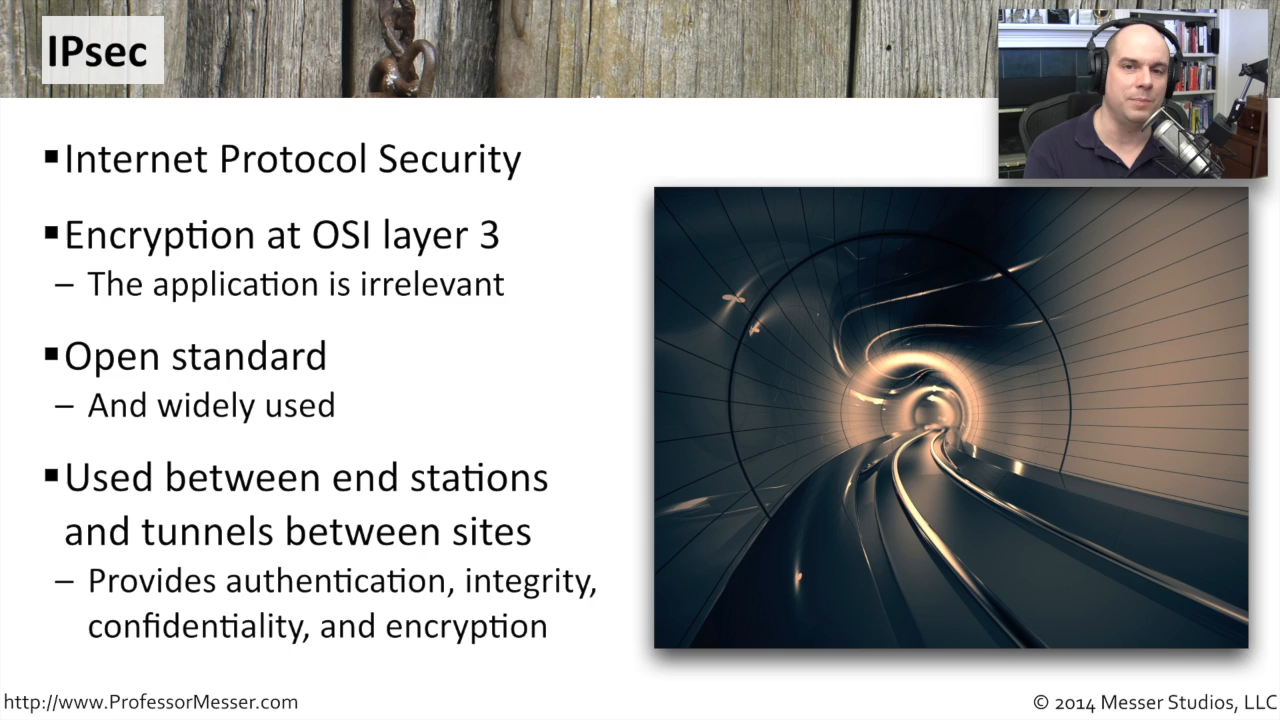 IPsec
▪Internet Protocol Security
▪Encryption at OSI layer 3
– The application is irrelevant
▪Open standard
– And widely used
▪Used between end stations
and tunnels between sites
– Provides authentication, integrity,
confidentiality, and encryption
http://www.ProfessorMesser.com
© 2014 Messer Studios, LLC